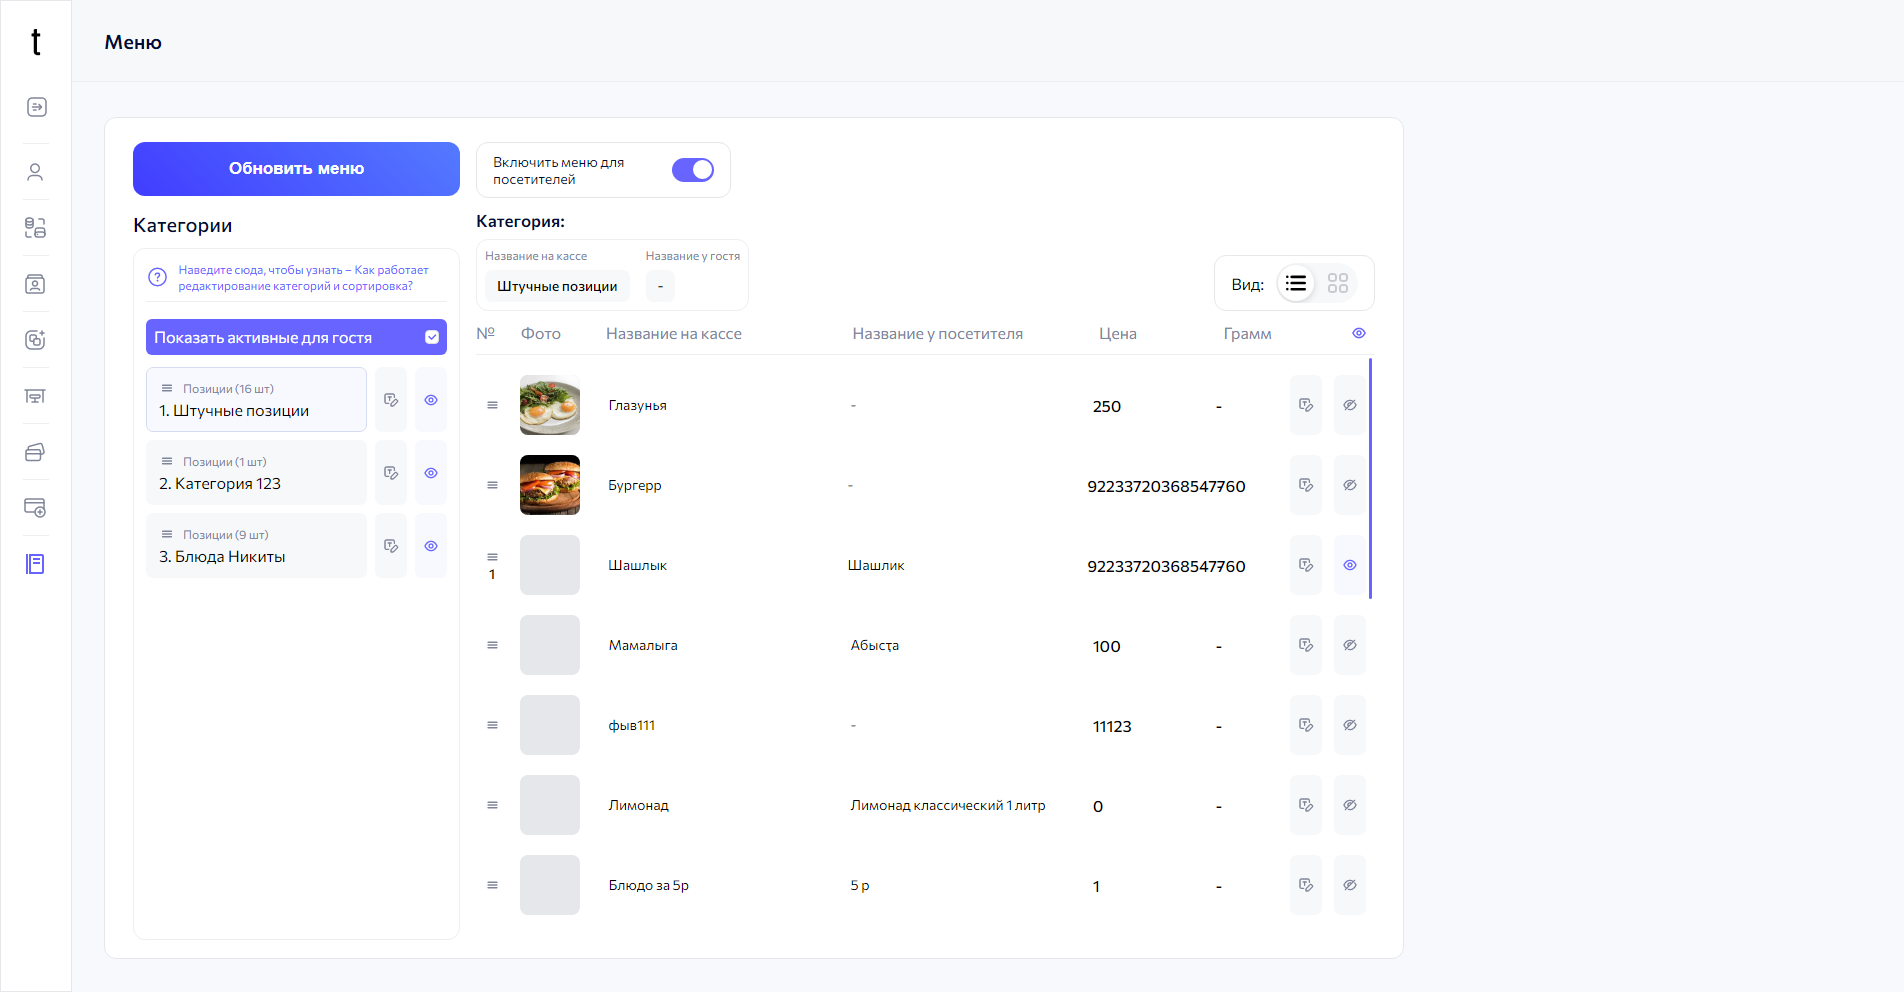 t
Меню
Обновить меню
Включить меню для
посетителей
Категории
Категория:
Наведите сюда, чтобы узнать – Как работает
редактирование категорий и сортировка?
Показать активные для гостя
Позиции (16 шт)
1. Штучные позиции
Позиции (1 шт)
2. Категория 123
Позиции (9 шт)
3. Блюда Никиты
Название на кассе
Название у гостя
Штучные позиции
-
Вид:
№ Фото Название на кассе Название у посетителя Цена Грамм
Глазунья - 250 -
Бургерр - 92233720368547760 -
1 Шашлык Шашлик 92233720368547760 -
Мамалыга Абысҭа 100 -
фыв111 - 11123 -
Лимонад Лимонад классический 1 литр 0 -
Блюдо за 5р 5 р 1 -